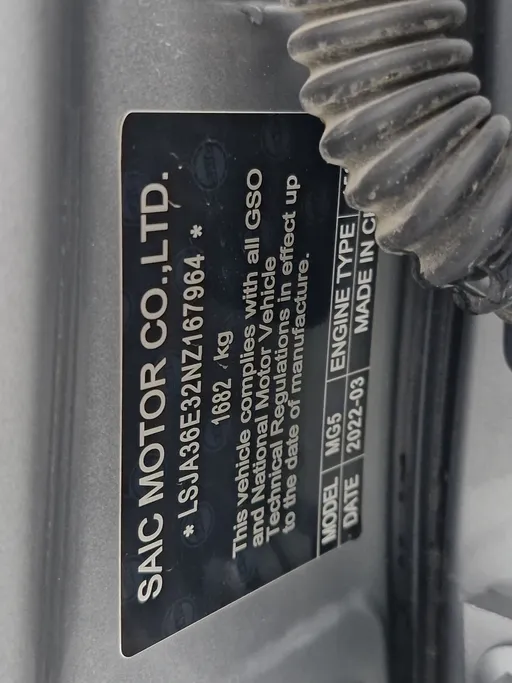 SAIC MOTOR CO.,LTD.
* LSJA36E32NZ167964 *
1682 kg
This vehicle complies with all GSO
and National Motor Vehicle
Technical Regulations in effect up
to the date of manufacture.
MODEL MG5 ENGINE TYPE
DATE 2022-03 MADE IN